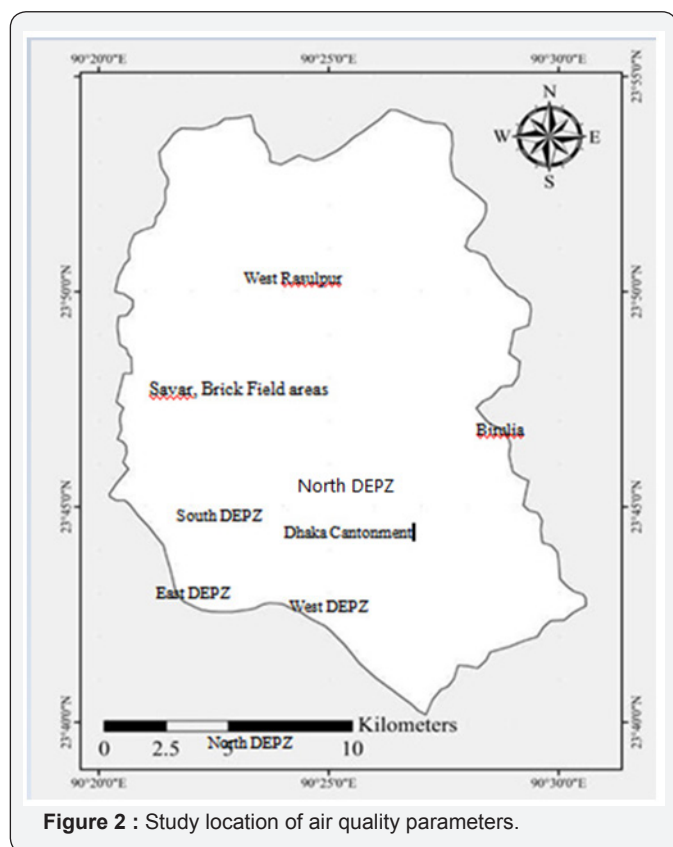 90°20'0"E 90°25'0"E 90°30'0"E
23°55'0"N
N
W E
S
West Rasulpur
23°50'0"N 23°50'0"N
Savar, Brick Field areas
Birulia
North DEPZ
23°45'0"N 23°45'0"N
South DEPZ
Dhaka Cantonment
East DEPZ
West DEPZ
23°40'0"N 23°40'0"N
Kilometers
0 2.5 5 10
North DEPZ
90°20'0"E 90°25'0"E 90°30'0"E
Figure 2 : Study location of air quality parameters.